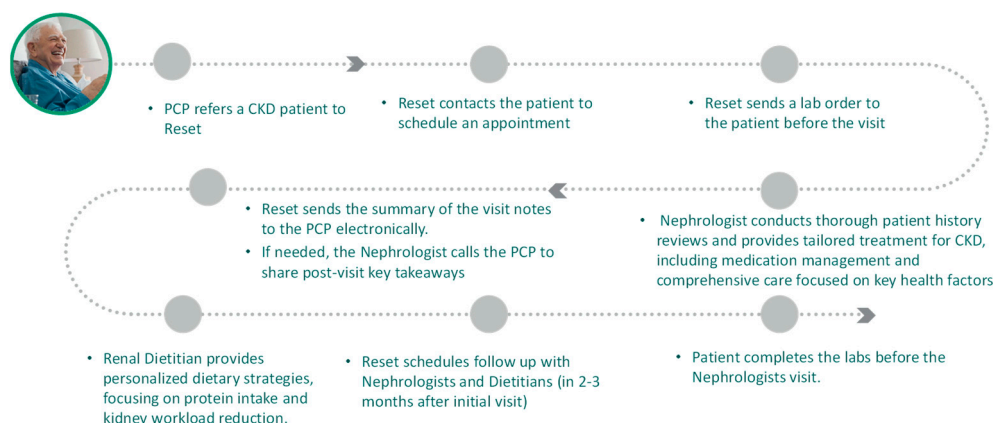 • PCP refers a CKD patient to
Reset
• Reset contacts the patient to
schedule an appointment
• Reset sends a lab order to
the patient before the visit
• Nephrologist conducts thorough patient history
reviews and provides tailored treatment for CKD,
including medication management and
comprehensive care focused on key health factors
• Reset sends the summary of the visit notes
to the PCP electronically.
• If needed, the Nephrologist calls the PCP to
share post-visit key takeaways
• Renal Dietitian provides
personalized dietary strategies,
focusing on protein intake and
kidney workload reduction.
• Reset schedules follow up with
Nephrologists and Dietitians (in 2-3
months after initial visit)
• Patient completes the labs before the
Nephrologists visit.